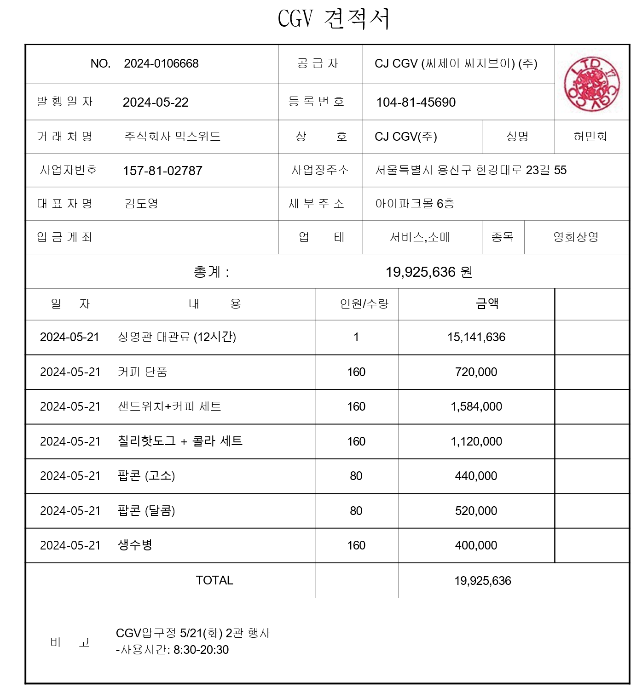 CGV 견적서
NO. 2024-0106668 공 급 자 CJ CGV (씨제이 씨지브이) (주)
발 행 일 자 2024-05-22 등 록 번 호 104-81-45690
거 래 처 명 주식회사 믹스위드 상 호 CJ CGV(주) 성명 허민회
사업자번호 157-81-02787 사업장주소 서울특별시 용산구 한강대로 23길 55
대 표 자 명 김도영 세 부 주 소 아이파크몰 6층
입 금 계 좌 업 태 서비스,소매 종목 영화상영
총계 : 19,925,636 원
일 자 내 용 인원/수량 금액
2024-05-21 상영관 대관료 (12시간) 1 15,141,636
2024-05-21 커피 단품 160 720,000
2024-05-21 샌드위치+커피 세트 160 1,584,000
2024-05-21 칠리핫도그 + 콜라 세트 160 1,120,000
2024-05-21 팝콘 (고소) 80 440,000
2024-05-21 팝콘 (달콤) 80 520,000
2024-05-21 생수병 160 400,000
TOTAL 19,925,636
비 고
CGV압구정 5/21(화) 2관 행사
-사용시간: 8:30-20:30